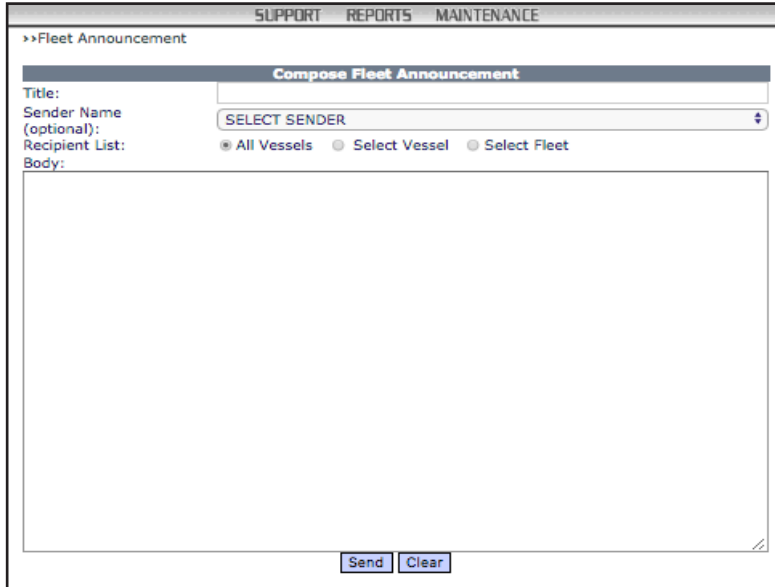 SUPPORT REPORTS MAINTENANCE
>>Fleet Announcement
Compose Fleet Announcement
Title:
Sender Name
(optional):
SELECT SENDER
Recipient List:
All Vessels Select Vessel Select Fleet
Body:
Send Clear